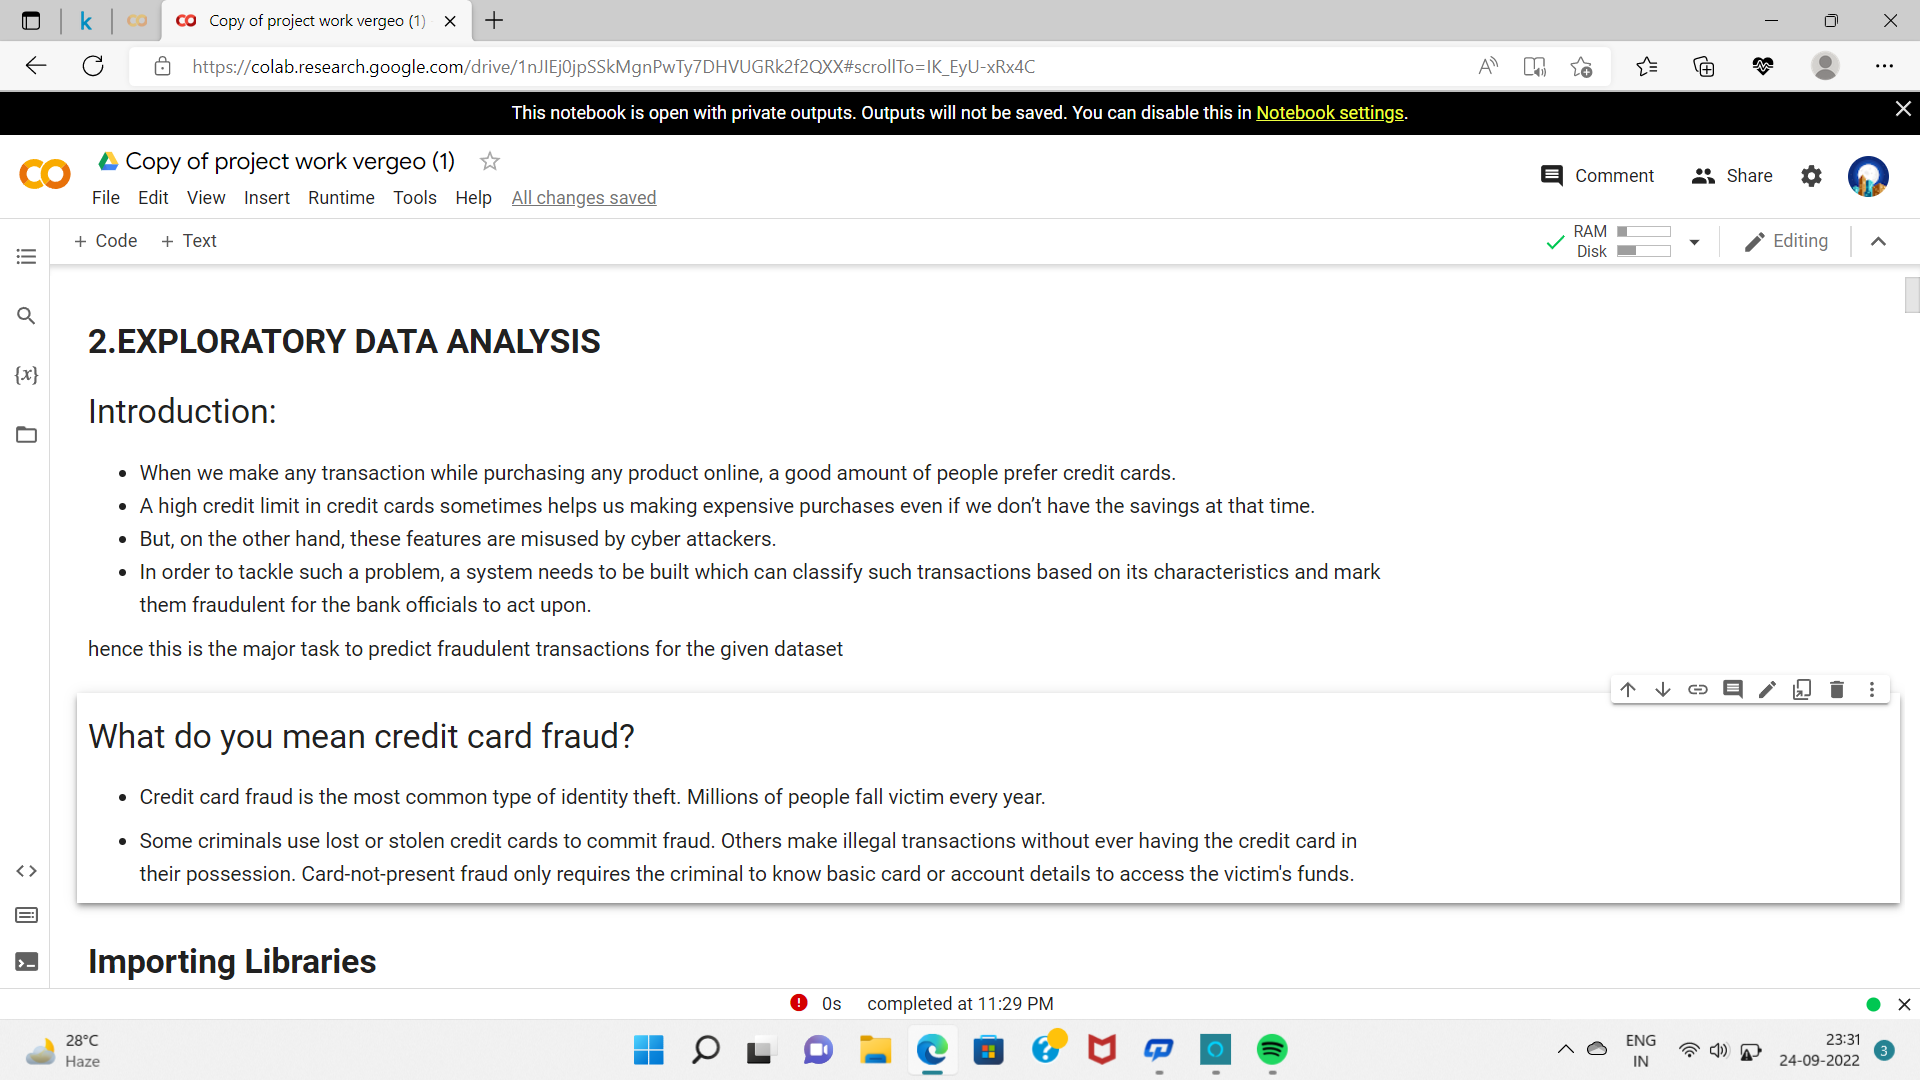 Copy of project work vergeo (1)
https://colab.research.google.com/drive/1nJIEj0jpSSkMgnPwTy7DHVUGRk2f2QXX#scrollTo=IK_EyU-xRx4C
This notebook is open with private outputs. Outputs will not be saved. You can disable this in Notebook settings.
Copy of project work vergeo (1)
Comment Share
File Edit View Insert Runtime Tools Help All changes saved
+ Code + Text
RAM
Disk
Editing
2.EXPLORATORY DATA ANALYSIS
Introduction:
• When we make any transaction while purchasing any product online, a good amount of people prefer credit cards.
• A high credit limit in credit cards sometimes helps us making expensive purchases even if we don’t have the savings at that time.
• But, on the other hand, these features are misused by cyber attackers.
• In order to tackle such a problem, a system needs to be built which can classify such transactions based on its characteristics and mark
them fraudulent for the bank officials to act upon.
hence this is the major task to predict fraudulent transactions for the given dataset
What do you mean credit card fraud?
• Credit card fraud is the most common type of identity theft. Millions of people fall victim every year.
• Some criminals use lost or stolen credit cards to commit fraud. Others make illegal transactions without ever having the credit card in
their possession. Card-not-present fraud only requires the criminal to know basic card or account details to access the victim's funds.
Importing Libraries
0s completed at 11:29 PM
28°C
Haze
ENG
IN
23:31
24-09-2022
3